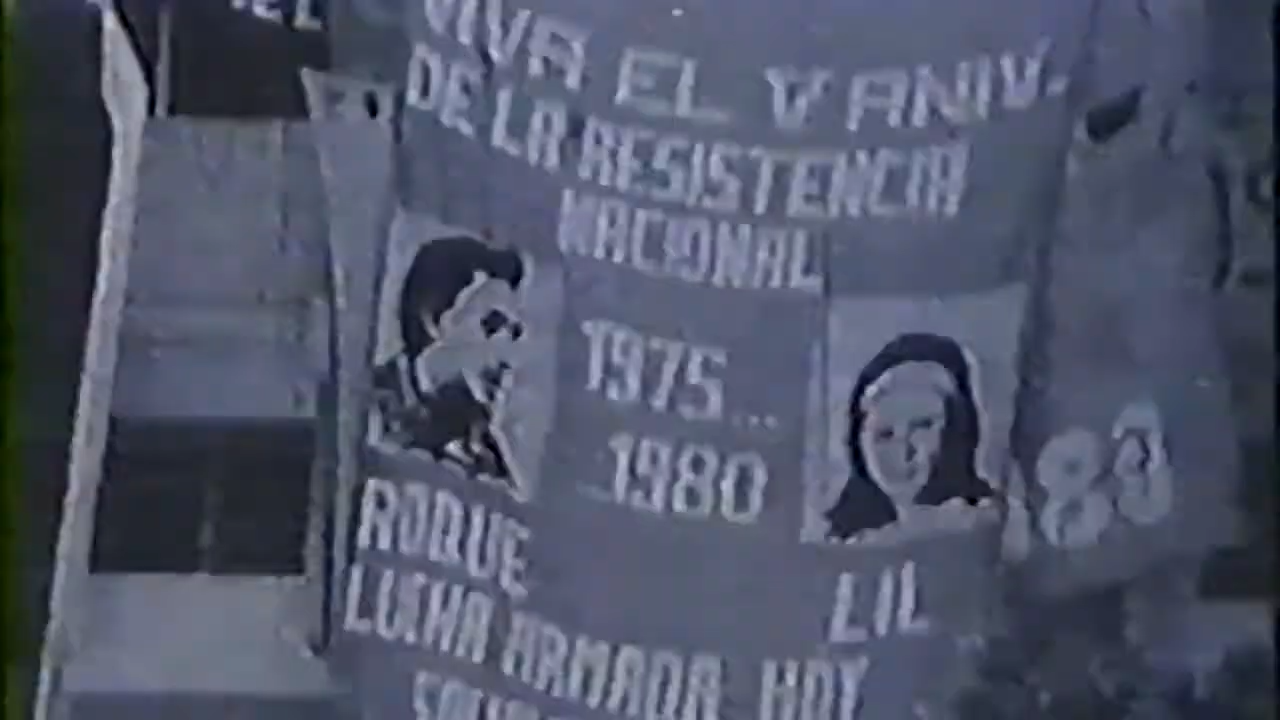 VIVA EL V ANIV.
DE LA RESISTENCIA
NACIONAL
1975...
...1980
ROQUE
LIL
LUCHA ARMADA HOY
83